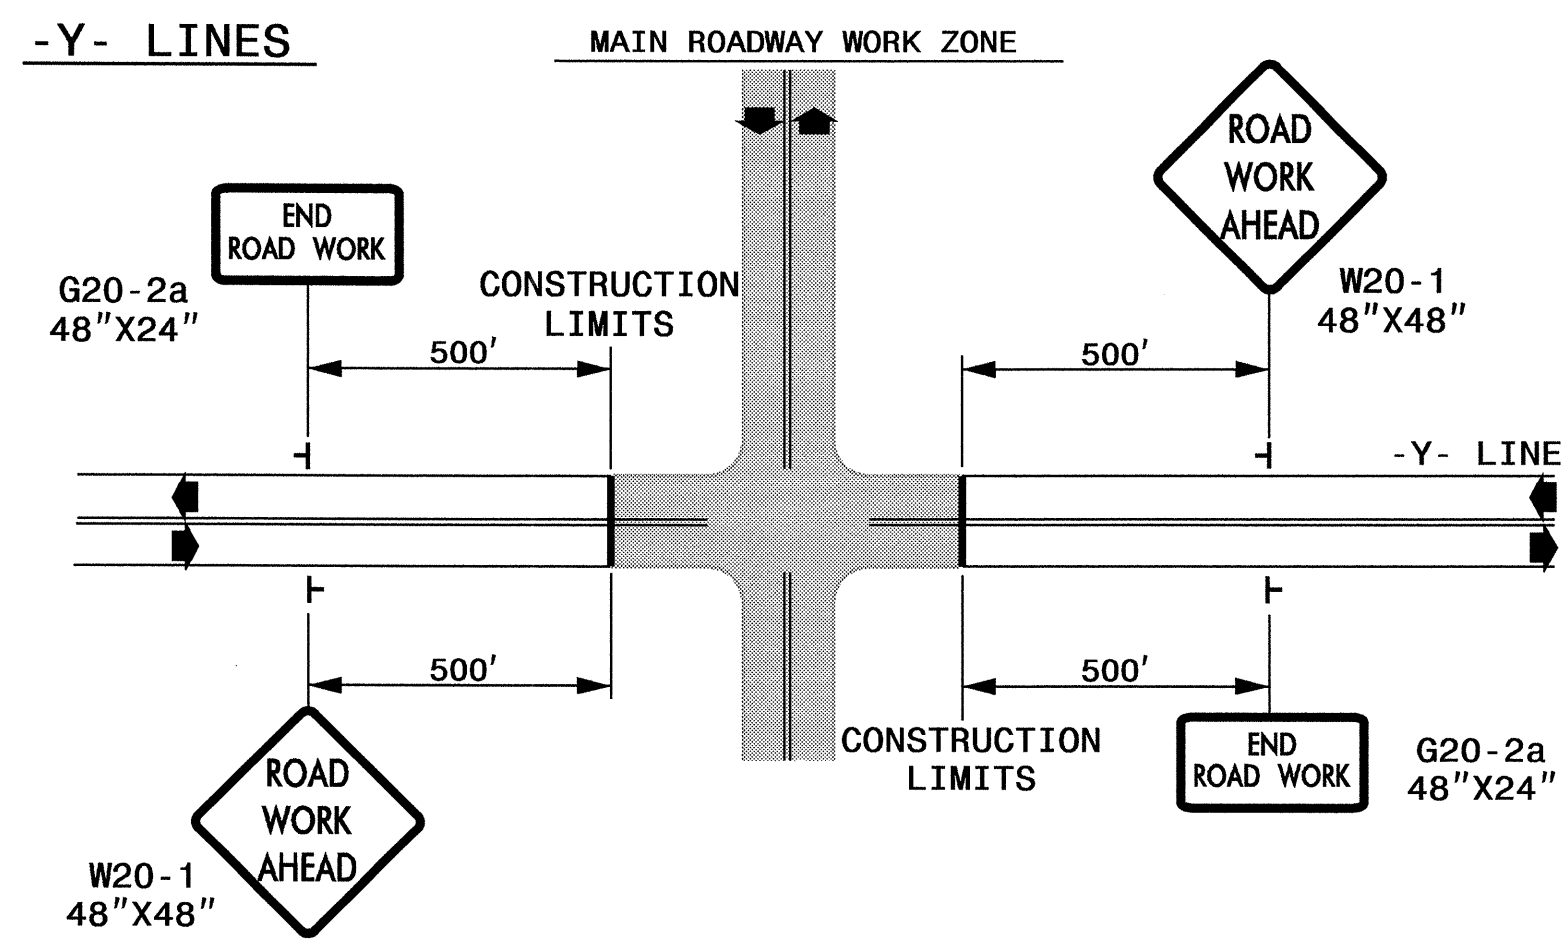 -Y- LINES
MAIN ROADWAY WORK ZONE
ROAD
WORK
AHEAD
W20-1
48"X48"
END
ROAD WORK
G20-2a
48"X24"
CONSTRUCTION
LIMITS
500'
500'
-Y- LINE
500'
500'
CONSTRUCTION
LIMITS
ROAD
WORK
AHEAD
W20-1
48"X48"
END
ROAD WORK
G20-2a
48"X24"